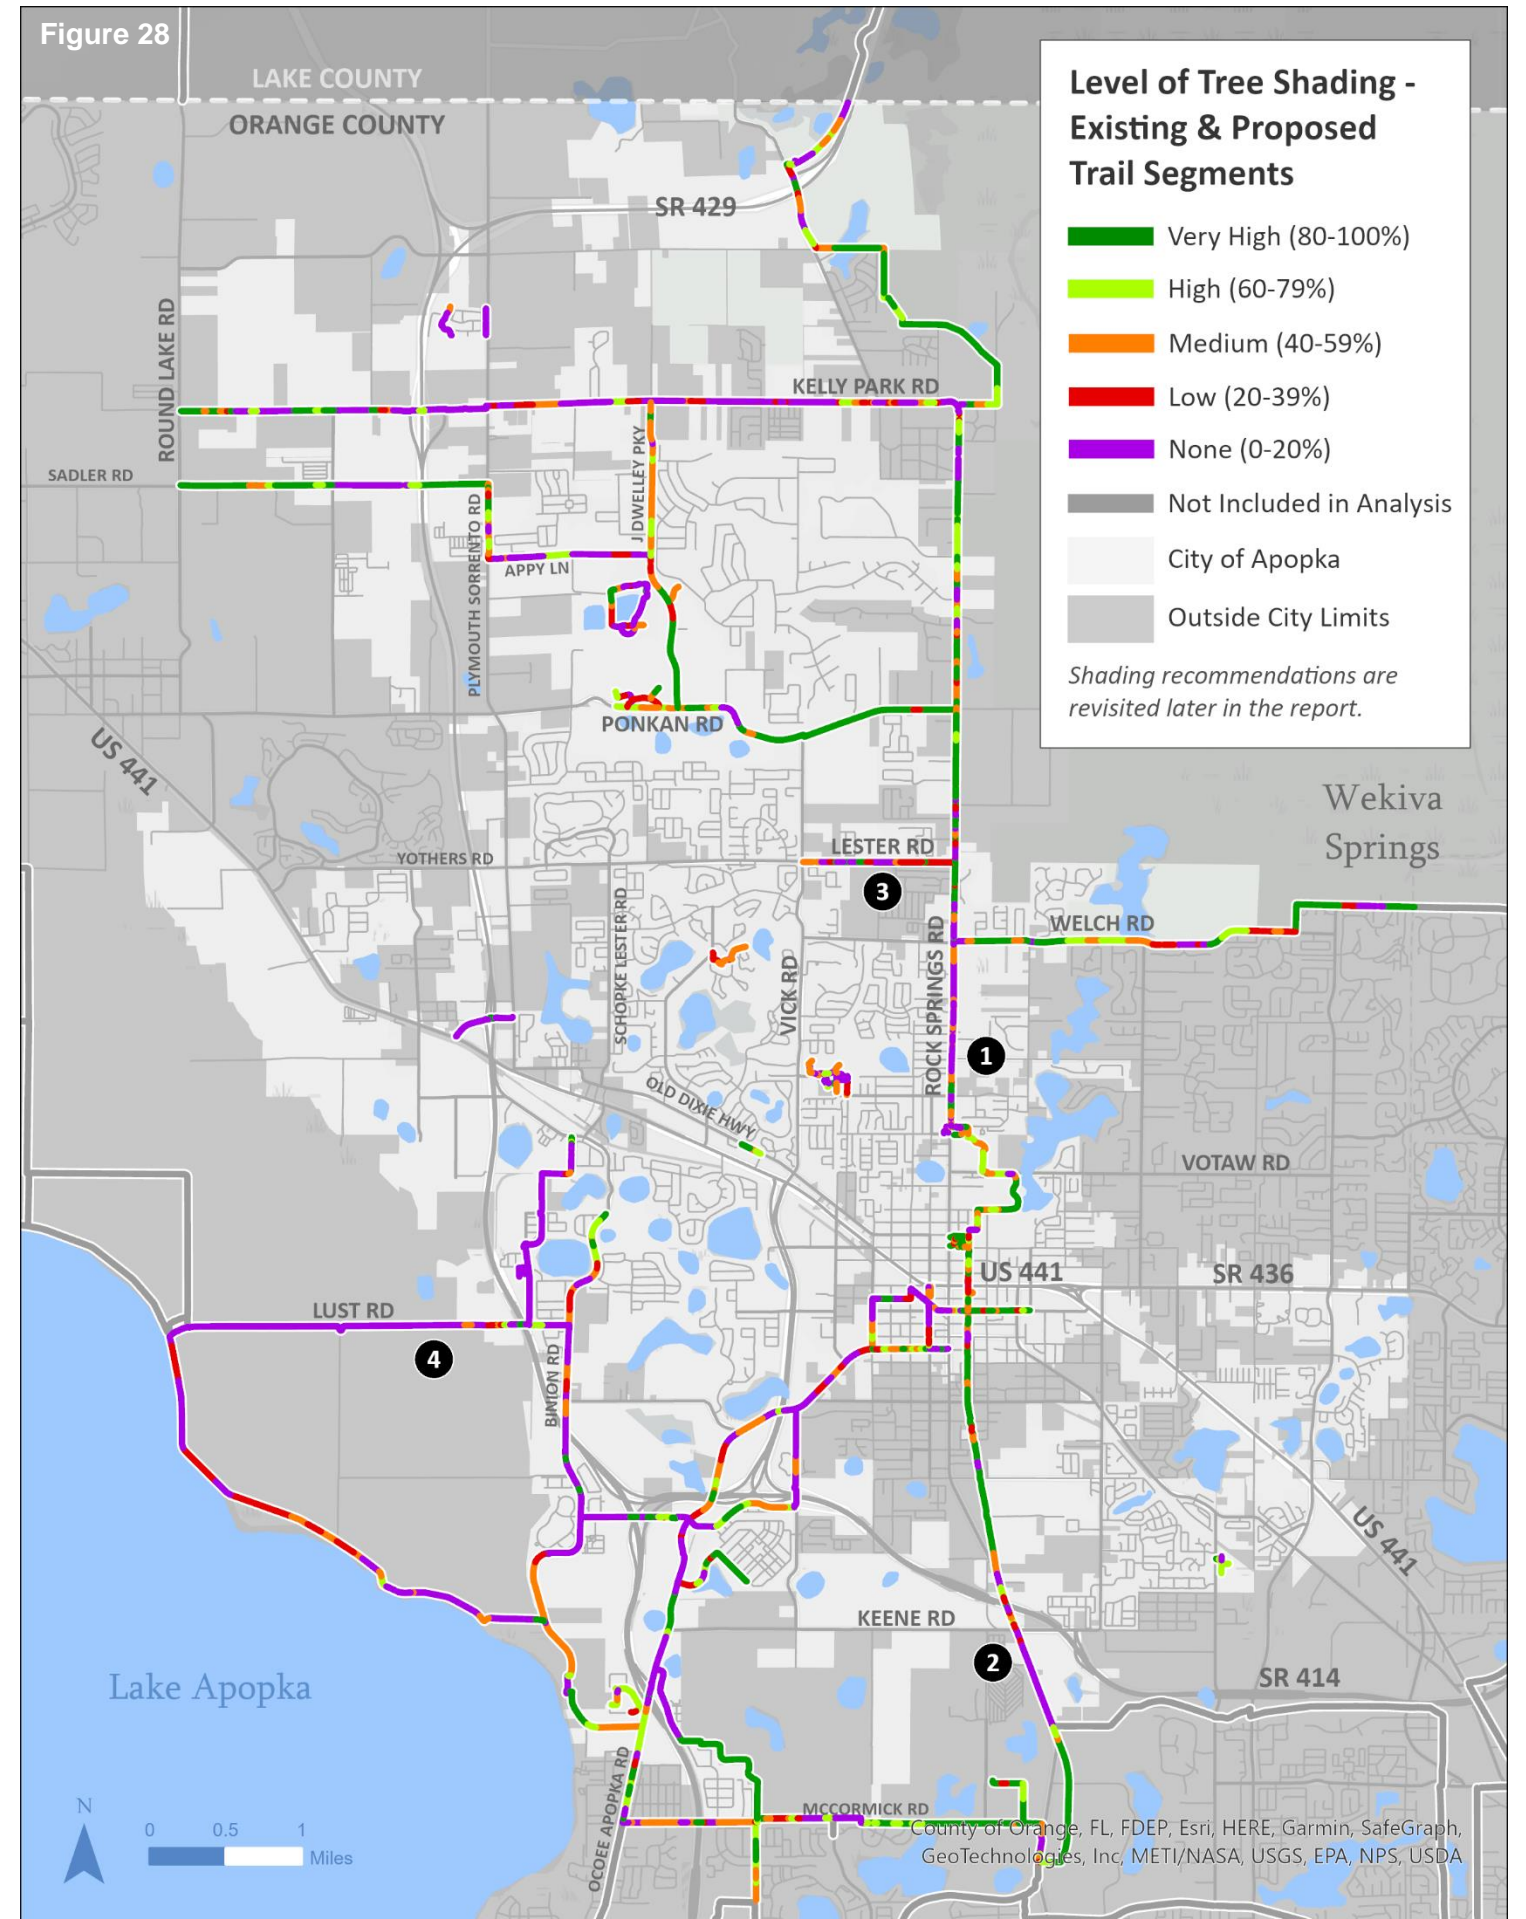 Figure 28
LAKE COUNTY
ORANGE COUNTY
Level of Tree Shading -
Existing & Proposed
Trail Segments
Very High (80-100%)
High (60-79%)
Medium (40-59%)
Low (20-39%)
None (0-20%)
Not Included in Analysis
City of Apopka
Outside City Limits
Shading recommendations are
revisited later in the report.
SR 429
ROUND LAKE RD
KELLY PARK RD
SADLER RD
J DWELLEY PKY
PLYMOUTH SORRENTO RD
APPY LN
PONKAN RD
US 441
Wekiva
Springs
LESTER RD
YOTHERS RD
3
SCHOPKE LESTER RD
WELCH RD
ROCK SPRINGS RD
VICK RD
1
OLD DIXIE HWY
VOTAW RD
US 441
SR 436
LUST RD
4
BINION RD
US 441
KEENE RD
2
SR 414
Lake Apopka
OCOEE APOPKA RD
MCCORMICK RD
N
0 0.5 1
Miles
County of Orange, FL, FDEP, Esri, HERE, Garmin, SafeGraph,
GeoTechnologies, Inc, METI/NASA, USGS, EPA, NPS, USDA